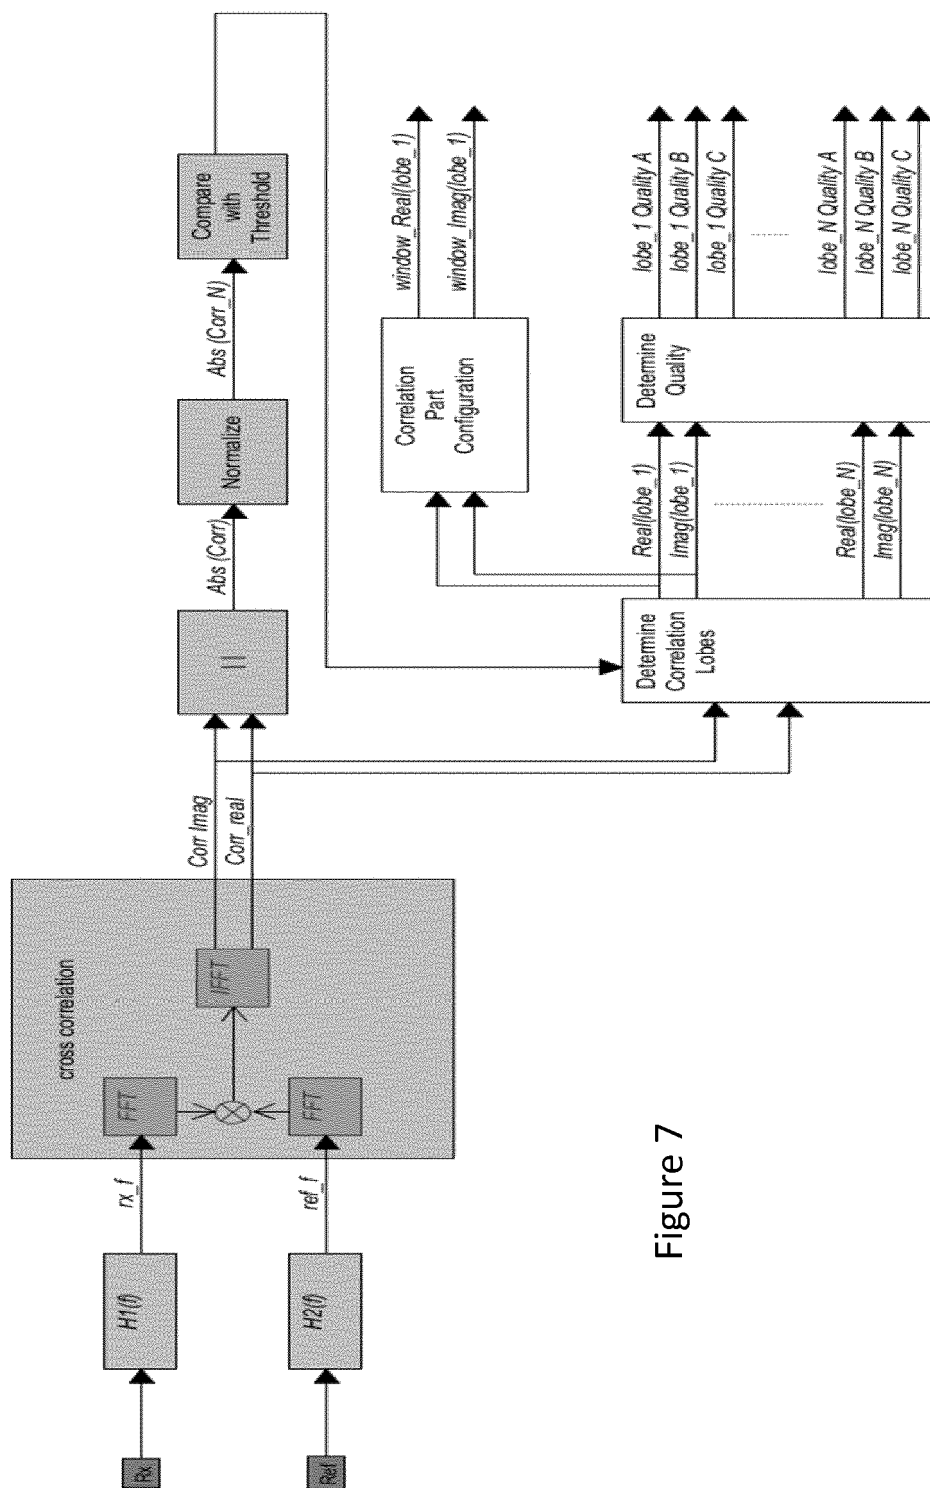 Rx
Ref
H1(f)
H2(f)
rx_f
ref_f
cross correlation
FFT
FFT
IFFT
Corr Imag
Corr_real
||
Abs (Corr)
Normalize
Abs (Corr_N)
Compare
with
Threshold
Determine
Correlation
Lobes
Real(lobe_1)
Imag(lobe_1)
Real(lobe_N)
Imag(lobe_N)
Correlation
Part
Configuration
window_Real(lobe_1)
window_Imag(lobe_1)
Determine
Quality
lobe_1 Quality A
lobe_1 Quality B
lobe_1 Quality C
lobe_N Quality A
lobe_N Quality B
lobe_N Quality C
Figure 7